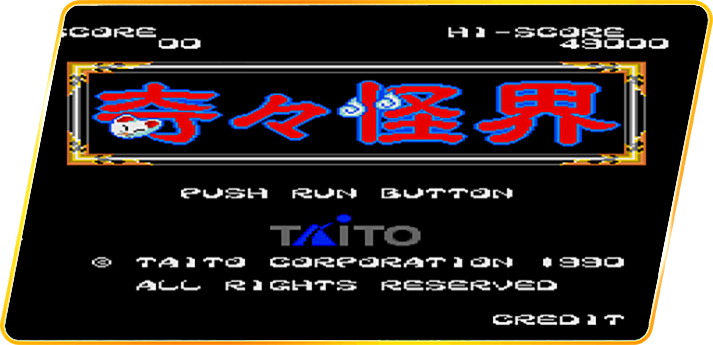 SCORE HI-SCORE
00 49000
奇々怪界
PUSH RUN BUTTON
TAITO
© TAITO CORPORATION 1990
ALL RIGHTS RESERVED
CREDIT